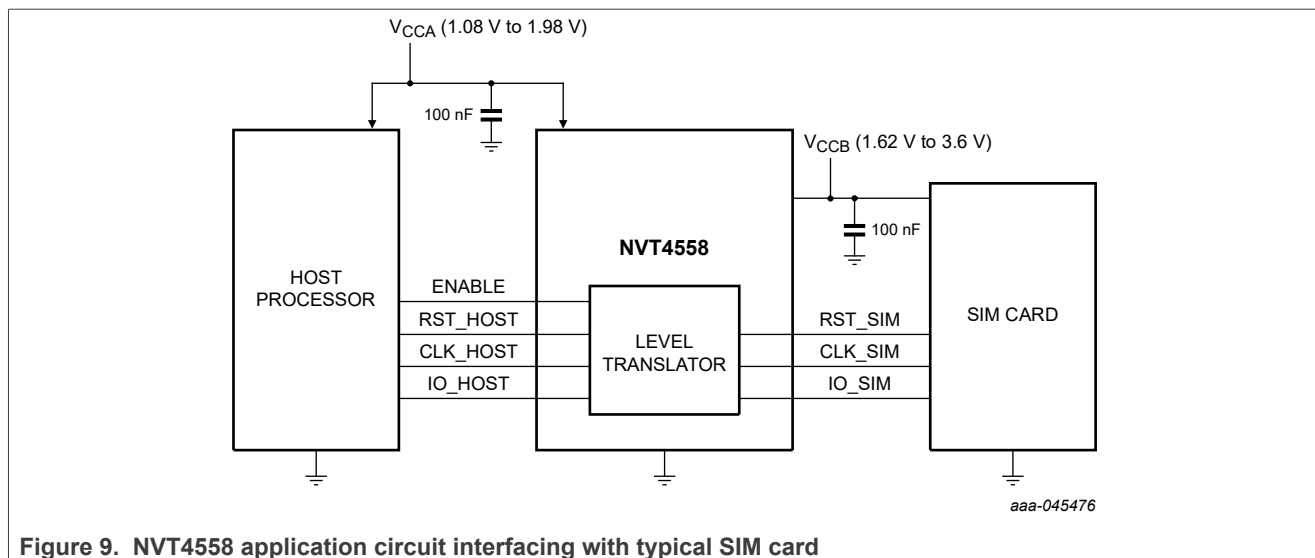 VCCA (1.08 V to 1.98 V)
100 nF
VCCB (1.62 V to 3.6 V)
100 nF
NVT4558
HOST
PROCESSOR
ENABLE
RST_HOST
CLK_HOST
IO_HOST
LEVEL
TRANSLATOR
RST_SIM
CLK_SIM
IO_SIM
SIM CARD
aaa-045476
Figure 9. NVT4558 application circuit interfacing with typical SIM card